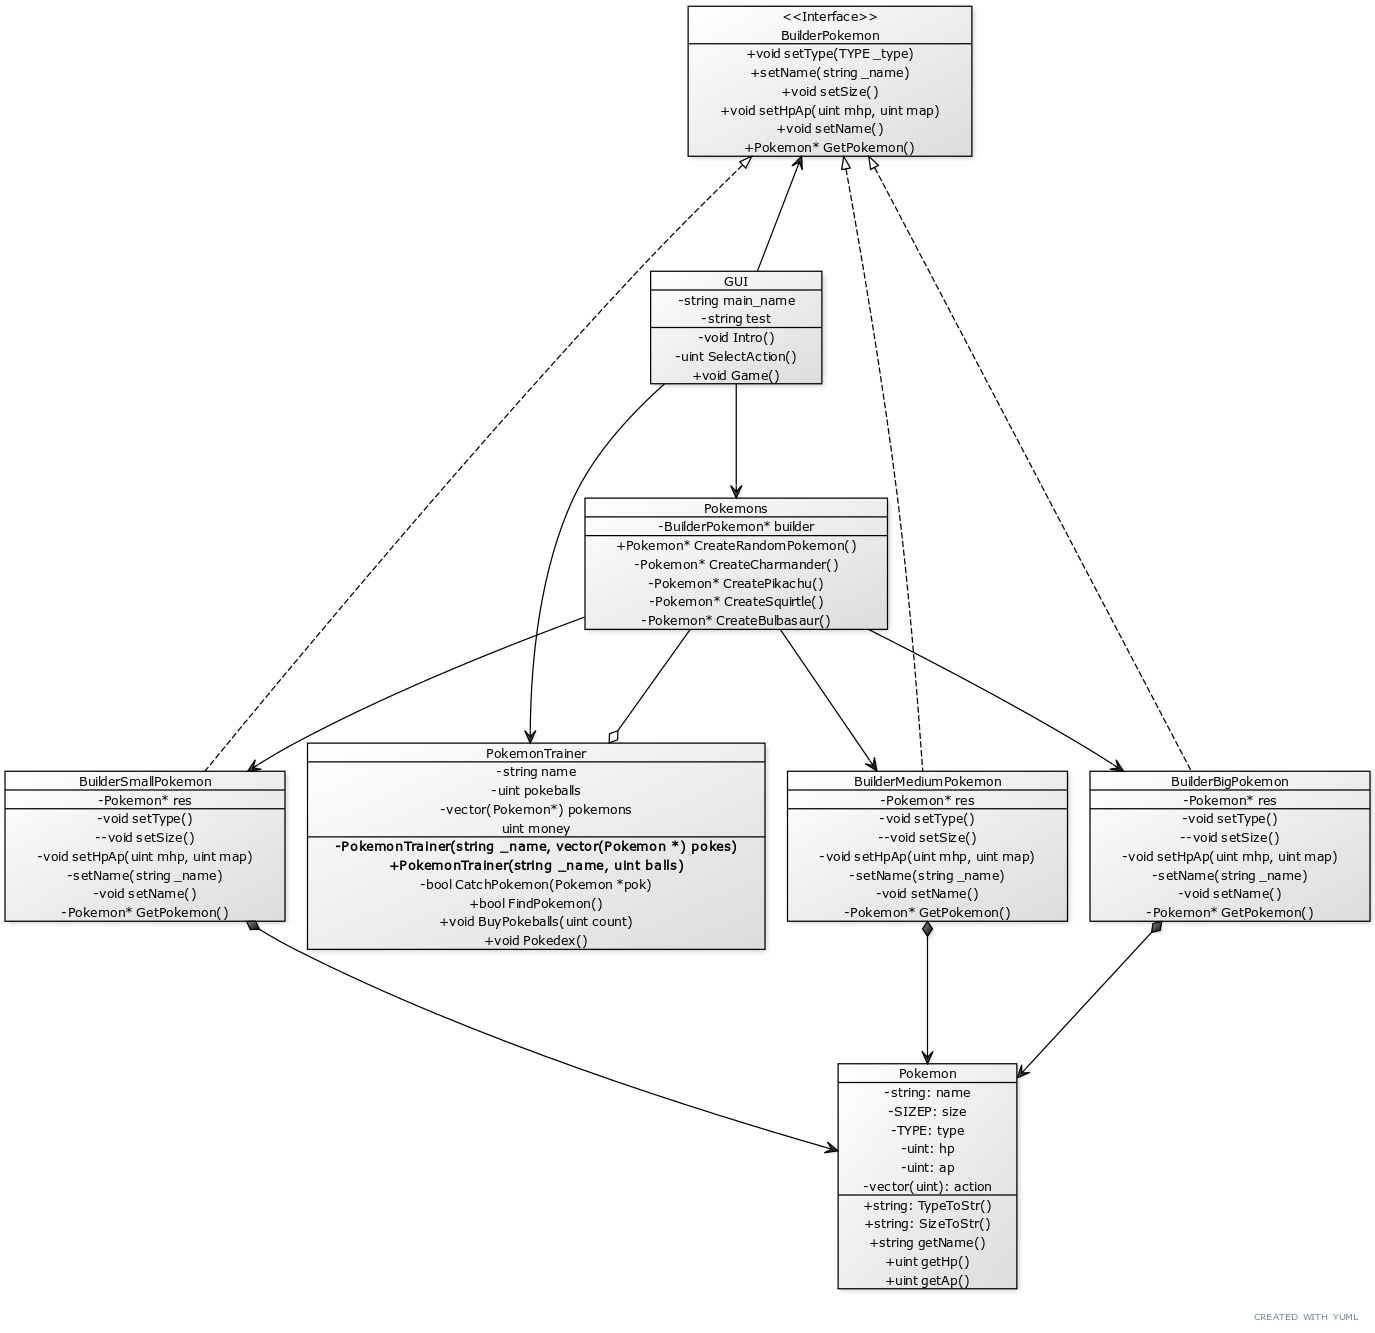 <<Interface>>
BuilderPokemon
+void setType(TYPE _type)
+setName(string _name)
+void setSize()
+void setHpAp(uint mhp, uint map)
+void setName()
+Pokemon* GetPokemon()
GUI
-string main_name
-string test
-void Intro()
-uint SelectAction()
+void Game()
Pokemons
-BuilderPokemon* builder
+Pokemon* CreateRandomPokemon()
-Pokemon* CreateCharmander()
-Pokemon* CreatePikachu()
-Pokemon* CreateSquirtle()
-Pokemon* CreateBulbasaur()
BuilderSmallPokemon
-Pokemon* res
-void setType()
--void setSize()
-void setHpAp(uint mhp, uint map)
-setName(string _name)
-void setName()
-Pokemon* GetPokemon()
PokemonTrainer
-string name
-uint pokeballs
-vector(Pokemon*) pokemons
uint money
-PokemonTrainer(string _name, vector(Pokemon *) pokes)
+PokemonTrainer(string _name, uint balls)
-bool CatchPokemon(Pokemon *pok)
+bool FindPokemon()
+void BuyPokeballs(uint count)
+void Pokedex()
BuilderMediumPokemon
-Pokemon* res
-void setType()
--void setSize()
-void setHpAp(uint mhp, uint map)
-setName(string _name)
-void setName()
-Pokemon* GetPokemon()
BuilderBigPokemon
-Pokemon* res
-void setType()
--void setSize()
-void setHpAp(uint mhp, uint map)
-setName(string _name)
-void setName()
-Pokemon* GetPokemon()
Pokemon
-string: name
-SIZEP: size
-TYPE: type
-uint: hp
-uint: ap
-vector(uint): action
+string: TypeToStr()
+string: SizeToStr()
+string getName()
+uint getHp()
+uint getAp()
CREATED WITH YUML